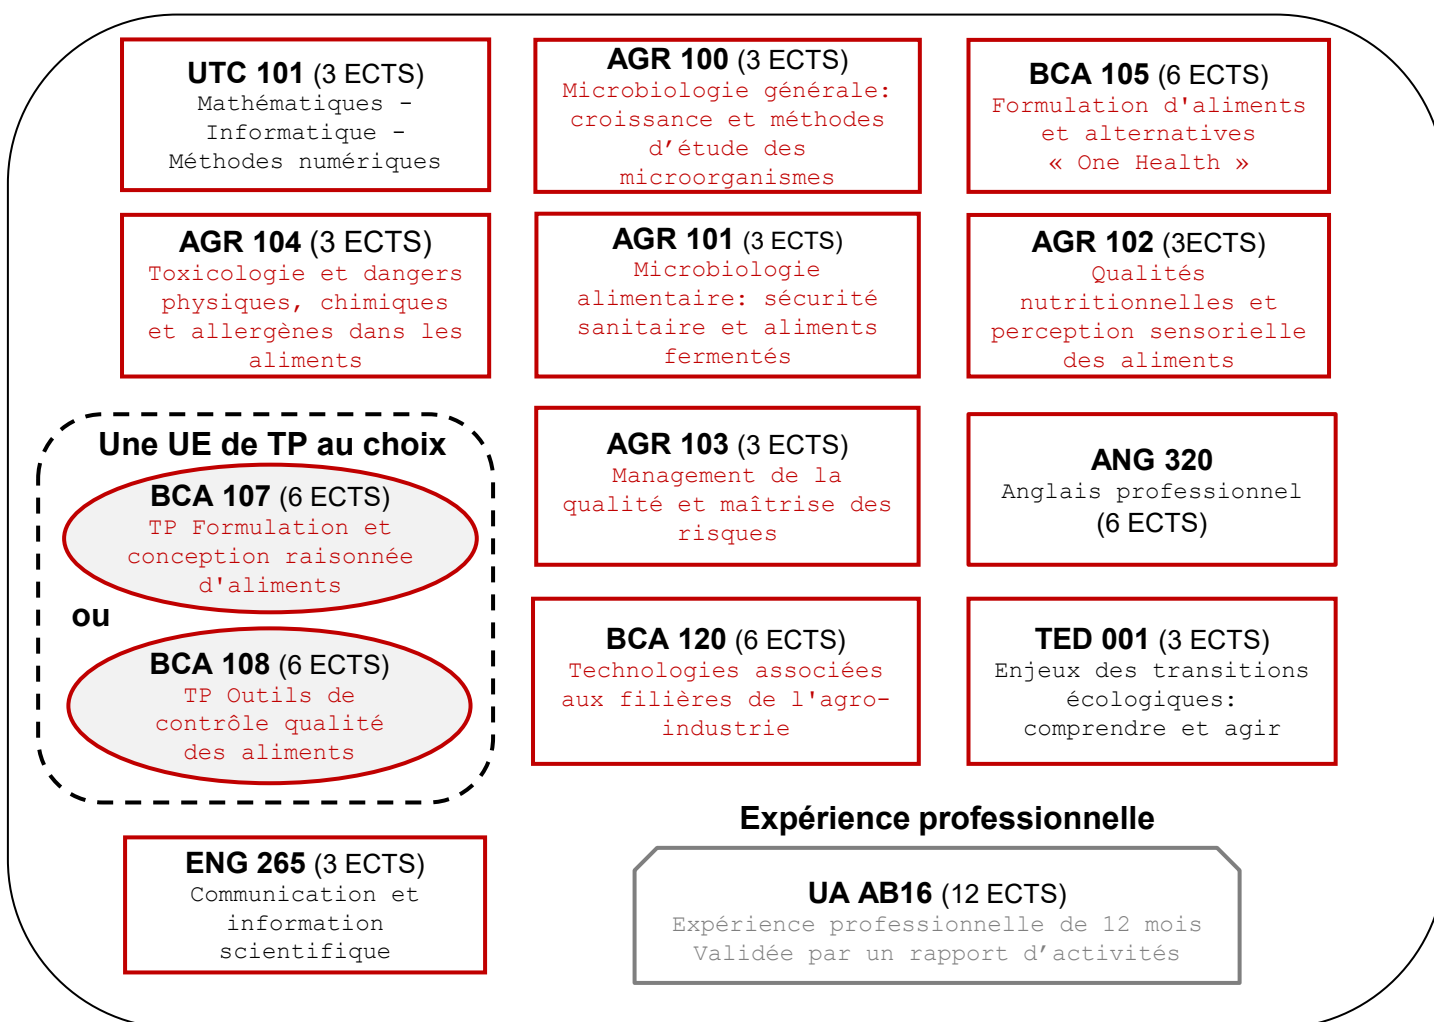 UTC 101 (3 ECTS)
Mathématiques -
Informatique -
Méthodes numériques
AGR 100 (3 ECTS)
Microbiologie générale:
croissance et méthodes
d’étude des
microorganismes
BCA 105 (6 ECTS)
Formulation d'aliments
et alternatives
« One Health »
AGR 104 (3 ECTS)
Toxicologie et dangers
physiques, chimiques
et allergènes dans les
aliments
AGR 101 (3 ECTS)
Microbiologie
alimentaire: sécurité
sanitaire et aliments
fermentés
AGR 102 (3ECTS)
Qualités
nutritionnelles et
perception sensorielle
des aliments
Une UE de TP au choix
BCA 107 (6 ECTS)
TP Formulation et
conception raisonnée
d'aliments
ou
BCA 108 (6 ECTS)
TP Outils de
contrôle qualité
des aliments
AGR 103 (3 ECTS)
Management de la
qualité et maîtrise des
risques
ANG 320
Anglais professionnel
(6 ECTS)
BCA 120 (6 ECTS)
Technologies associées
aux filières de l'agro-
industrie
TED 001 (3 ECTS)
Enjeux des transitions
écologiques:
comprendre et agir
ENG 265 (3 ECTS)
Communication et
information
scientifique
Expérience professionnelle
UA AB16 (12 ECTS)
Expérience professionnelle de 12 mois
Validée par un rapport d’activités